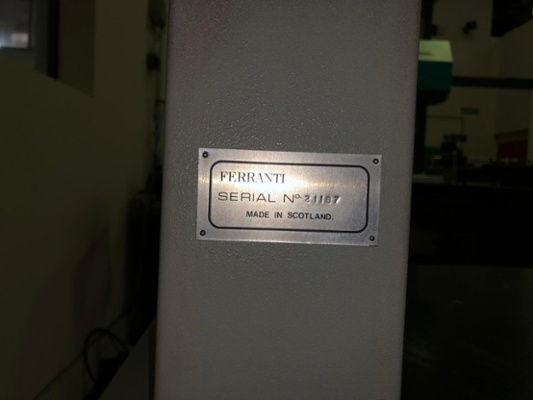 FERRANTI
SERIAL Nº 21167
MADE IN SCOTLAND.